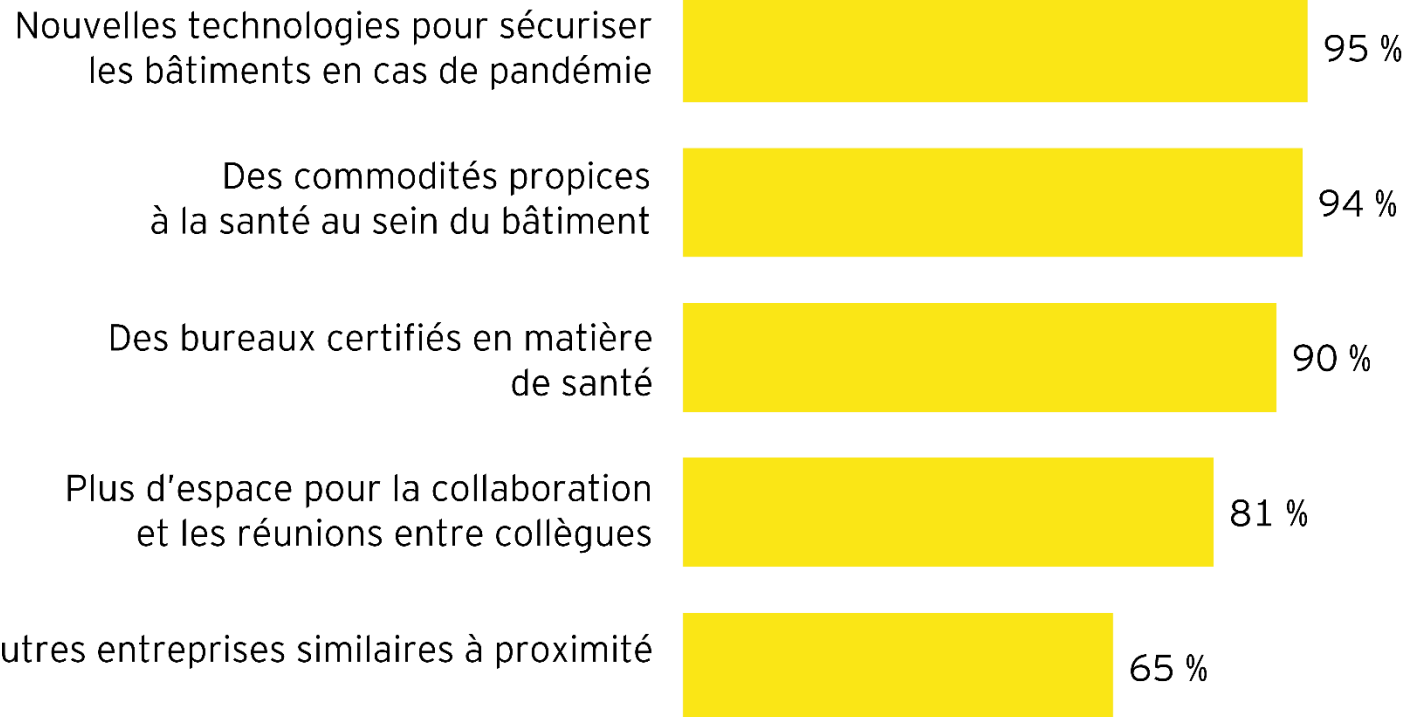 Nouvelles technologies pour sécuriser
les bâtiments en cas de pandémie
95 %
Des commodités propices
à la santé au sein du bâtiment
94 %
Des bureaux certifiés en matière
de santé
90 %
Plus d’espace pour la collaboration
et les réunions entre collègues
81 %
utres entreprises similaires à proximité
65 %